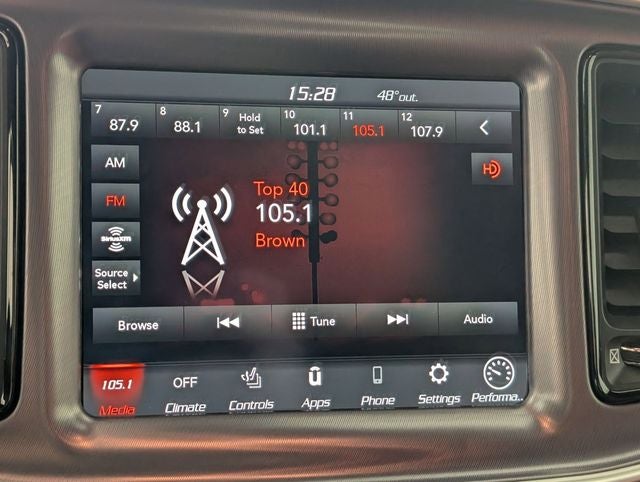 15:28 48° out.
7 87.9
8 88.1
9 Hold to Set
10 101.1
11 105.1
12 107.9
AM
FM
SiriusXM
Source
Select
HD
Top 40
105.1
Brown
Browse Tune Audio
105.1 OFF
Media Climate Controls Apps Phone Settings Performa..